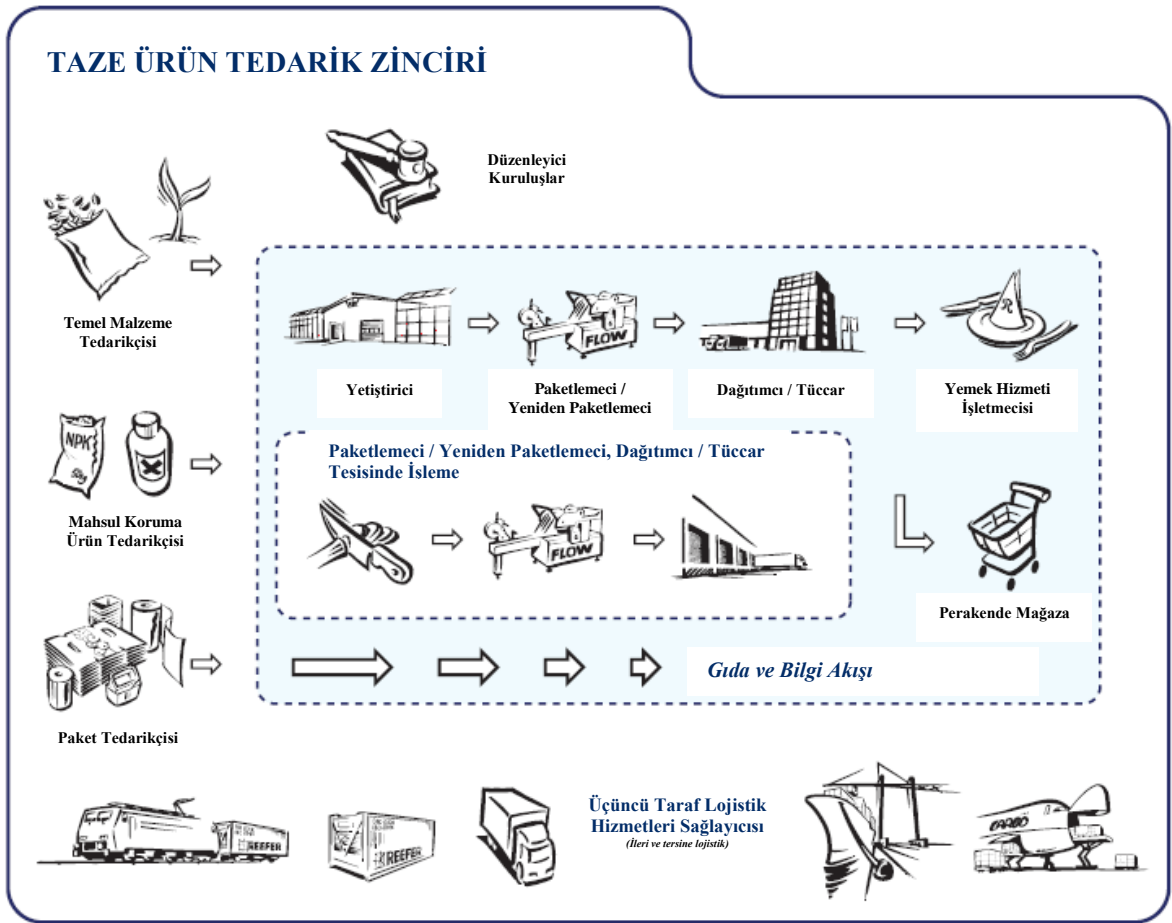 TAZE ÜRÜN TEDARİK ZİNCİRİ
Düzenleyici
Kuruluşlar
Temel Malzeme
Tedarikçisi
FLOW
Yetiştirici
Paketlemeci /
Yeniden Paketlemeci
Dağıtımcı / Tüccar
Yemek Hizmeti
İşletmecisi
NPK
50kg
Mahsul Koruma
Ürün Tedarikçisi
Paketlemeci / Yeniden Paketlemeci, Dağıtımcı / Tüccar
Tesisinde İşleme
FLOW
Perakende Mağaza
Gıda ve Bilgi Akışı
Paket Tedarikçisi
REEFER
REEFER
Üçüncü Taraf Lojistik
Hizmetleri Sağlayıcısı
(İleri ve tersine lojistik)
CARGO